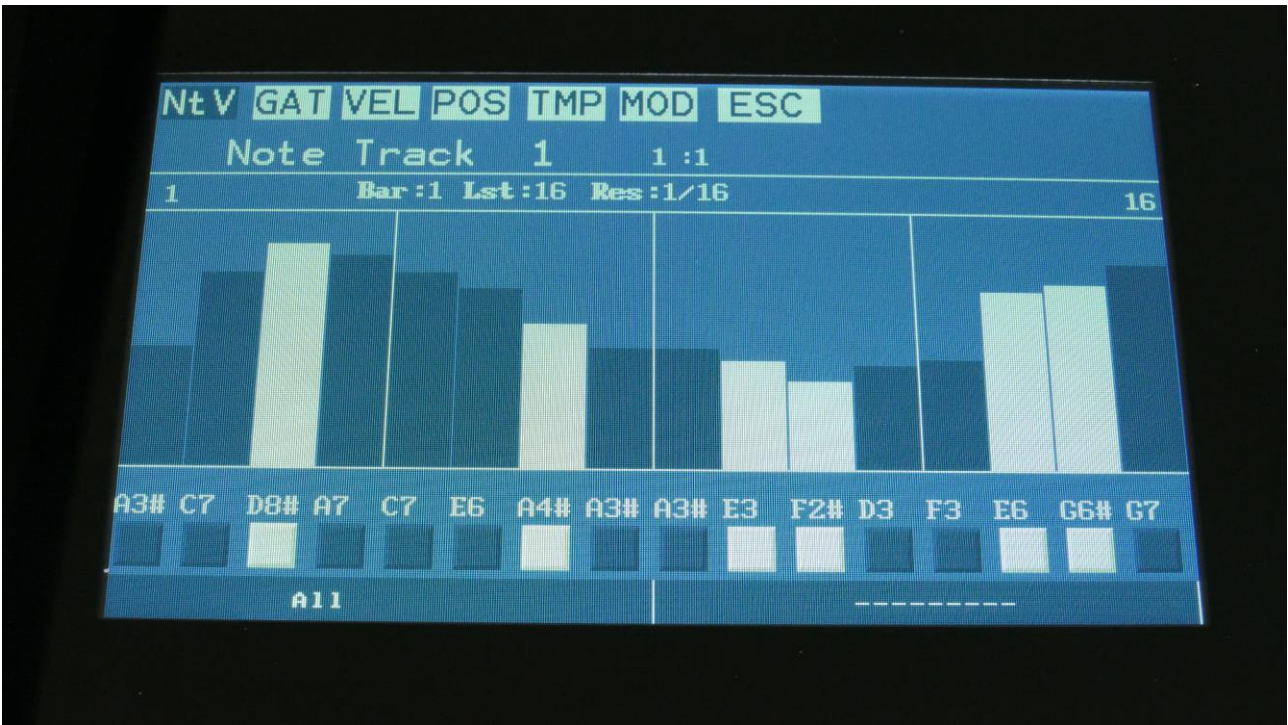 NtV GAT VEL POS TMP MOD ESC
Note Track 1 1:1
1 Bar:1 Lst:16 Res:1/16 16
A3# C7 D8# A7 C7 E6 A4# A3# A3# E3 F2# D3 F3 E6 G6# G7
All ---------